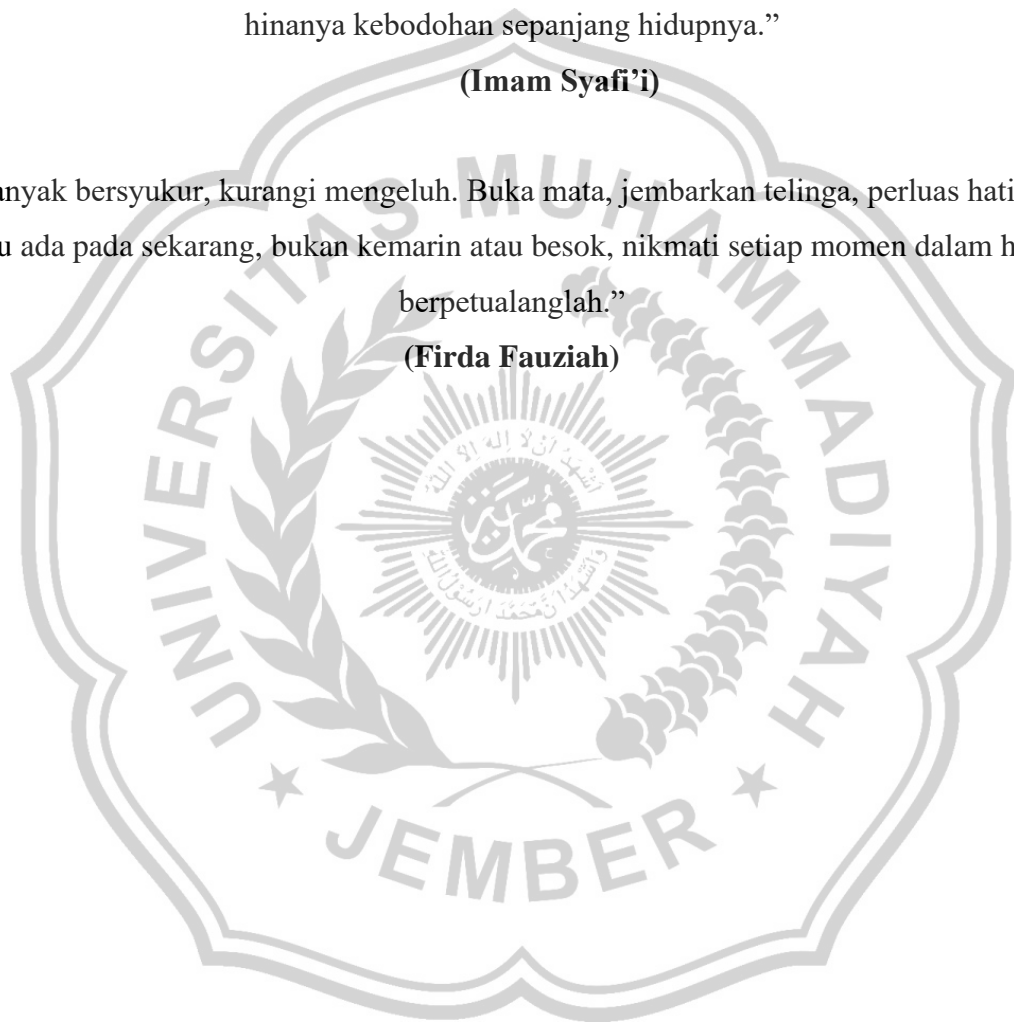 hinanya kebodohan sepanjang hidupnya.”
(Imam Syafi’i)
anyak bersyukur, kurangi mengeluh. Buka mata, jembarkan telinga, perluas hati
u ada pada sekarang, bukan kemarin atau besok, nikmati setiap momen dalam h
berpetualanglah.”
(Firda Fauziah)
UNIVERSITAS MUHAMMADIYAH
JEMBER